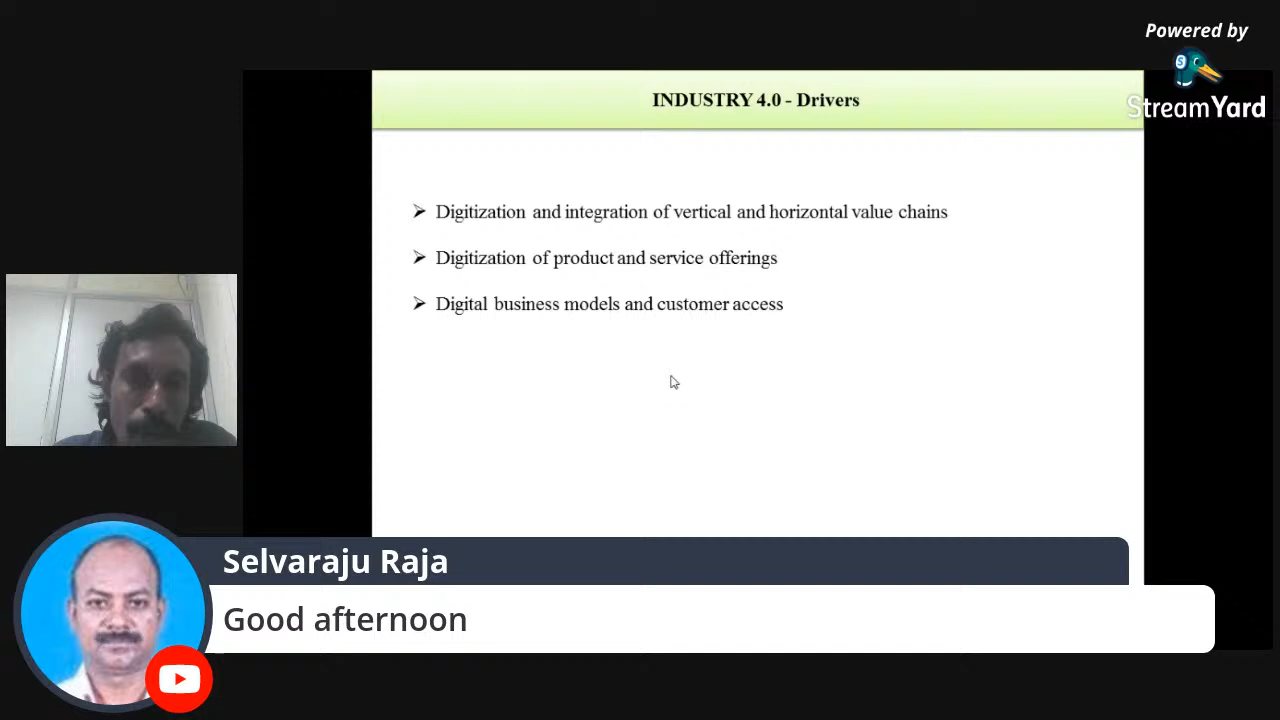 Powered by
StreamYard
INDUSTRY 4.0 - Drivers
Digitization and integration of vertical and horizontal value chains
Digitization of product and service offerings
Digital business models and customer access
Selvaraju Raja
Good afternoon